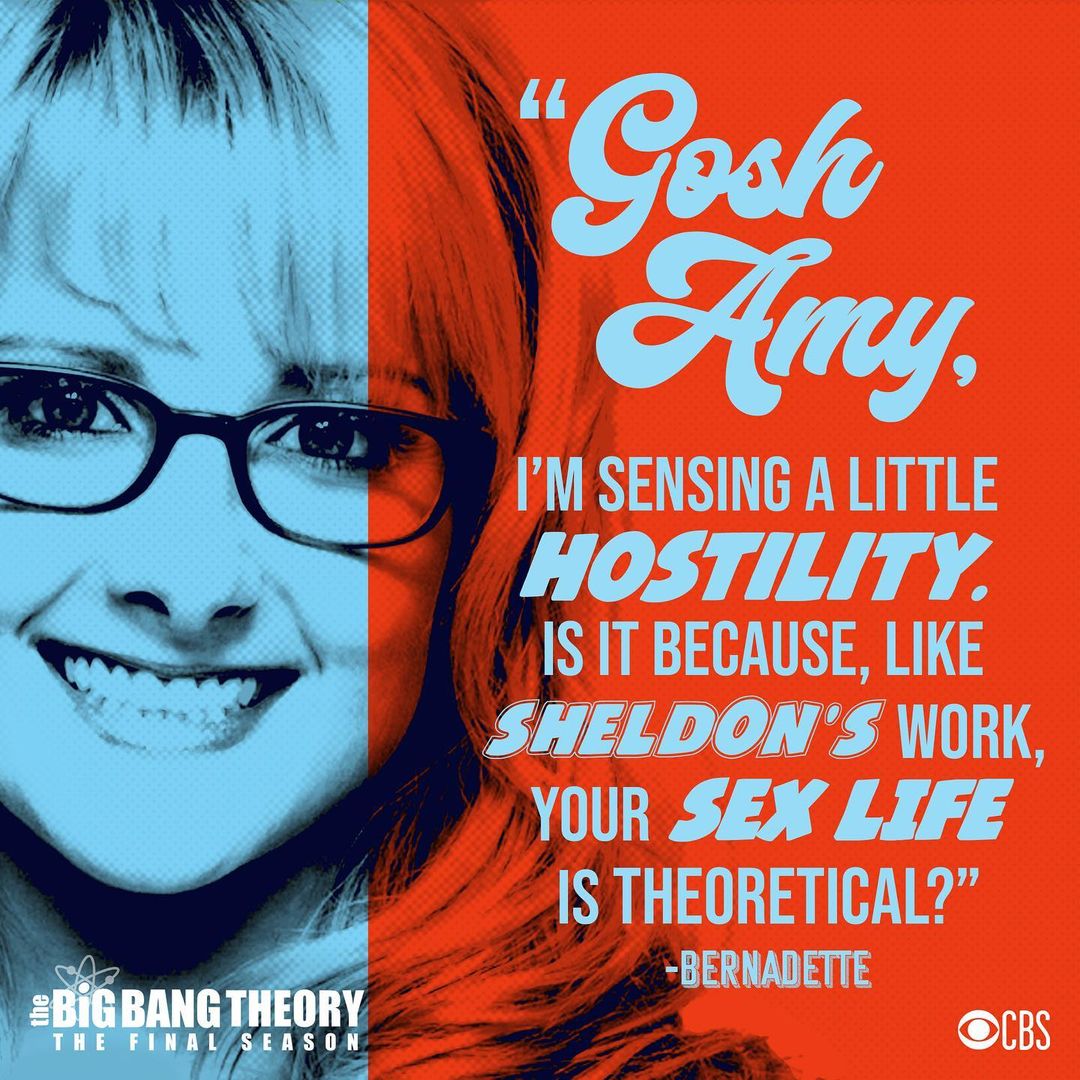 “Gosh
Amy,
I’M SENSING A LITTLE
HOSTILITY.
IS IT BECAUSE, LIKE
SHELDON’S WORK,
YOUR SEX LIFE
IS THEORETICAL?”
-BERNADETTE
the BiG BANG THEORY
THE FINAL SEASON
CBS